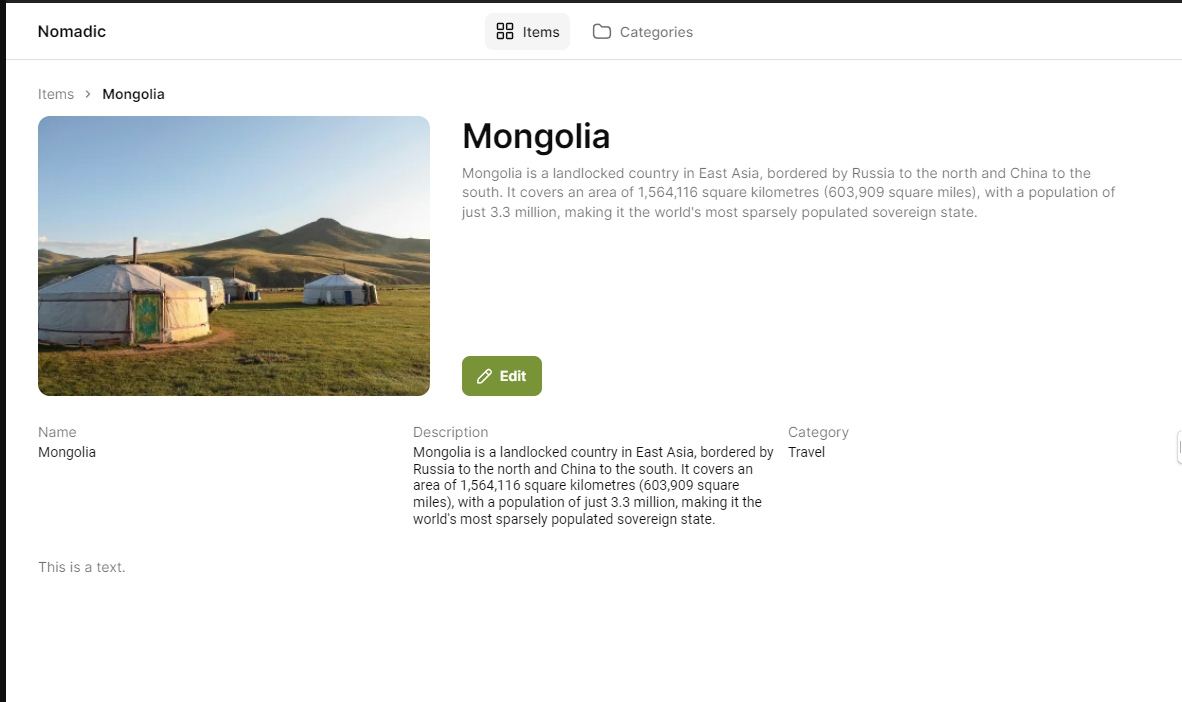 Nomadic
Items
Categories
Items > Mongolia
Mongolia
Mongolia is a landlocked country in East Asia, bordered by Russia to the north and China to the
south. It covers an area of 1,564,116 square kilometres (603,909 square miles), with a population of
just 3.3 million, making it the world's most sparsely populated sovereign state.
Edit
Name
Mongolia
Description
Mongolia is a landlocked country in East Asia, bordered by
Russia to the north and China to the south. It covers an
area of 1,564,116 square kilometres (603,909 square
miles), with a population of just 3.3 million, making it the
world's most sparsely populated sovereign state.
Category
Travel
This is a text.